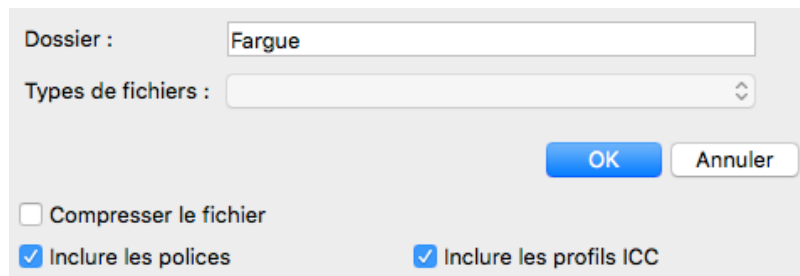 Dossier : Fargue
Types de fichiers :
OK Annuler
Compresser le fichier
Inclure les polices Inclure les profils ICC